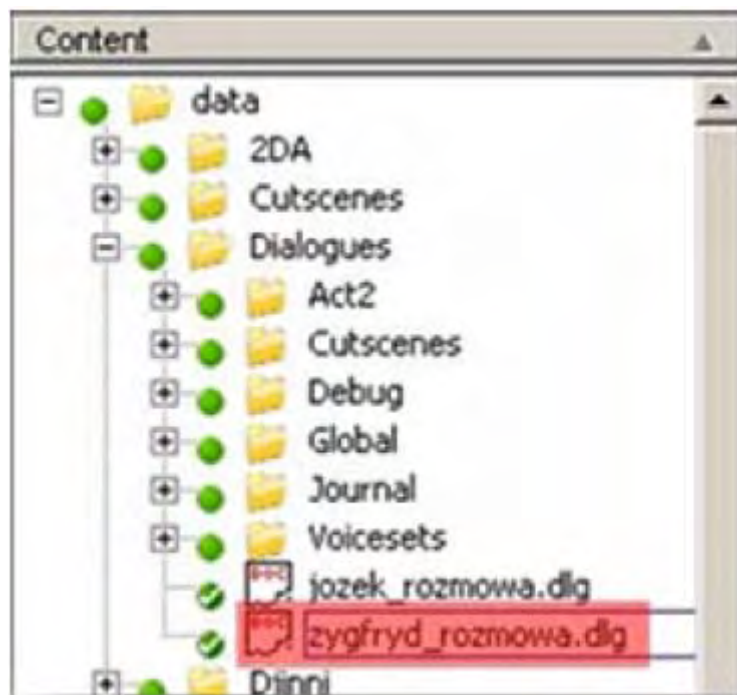 Content
data
2DA
Cutscenes
Dialogues
Act2
Cutscenes
Debug
Global
Journal
Voicesets
jozek_rozmowa.dlg
zygfryd_rozmowa.dlg
Djinni